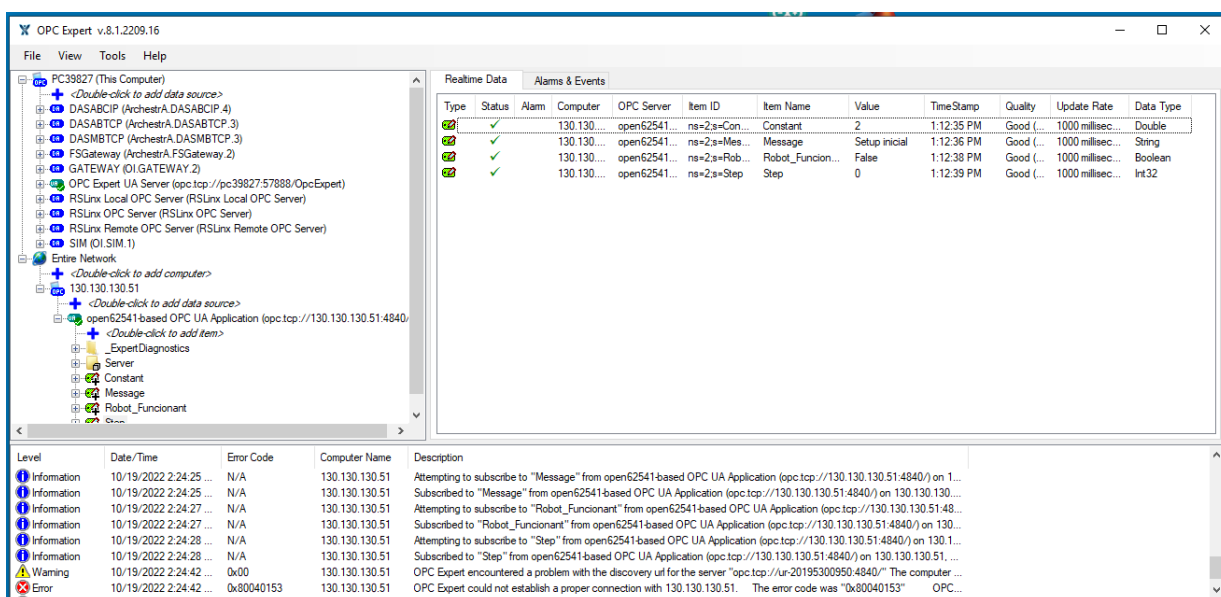 OPC Expert v.8.1.2209.16
File View Tools Help
PC39827 (This Computer)
<Double-click to add data source>
DASABCIP (ArchestrA.DASABCIP.4)
DASABTCP (ArchestrA.DASABTCP.3)
DASMBTCP (ArchestrA.DASMBTCP.3)
FSGateway (ArchestrA.FSGateway.2)
GATEWAY (OI.GATEWAY.2)
OPC Expert UA Server (opc.tcp://pc39827:57888/OpcExpert)
RSLinx Local OPC Server (RSLinx Local OPC Server)
RSLinx OPC Server (RSLinx OPC Server)
RSLinx Remote OPC Server (RSLinx Remote OPC Server)
SIM (OI.SIM.1)
Entire Network
<Double-click to add computer>
130.130.130.51
<Double-click to add data source>
open62541-based OPC UA Application (opc.tcp://130.130.130.51:4840/
<Double-click to add item>
_ExpertDiagnostics
Server
Constant
Message
Robot_Funcionant
Step
Realtime Data Alarms & Events
Type Status Alarm Computer OPC Server Item ID Item Name Value TimeStamp Quality Update Rate Data Type
130.130.... open62541... ns=2;s=Con... Constant 2 1:12:35 PM Good (... 1000 millisec... Double
130.130.... open62541... ns=2;s=Mes... Message Setup inicial 1:12:36 PM Good (... 1000 millisec... String
130.130.... open62541... ns=2;s=Rob... Robot_Funcion... False 1:12:38 PM Good (... 1000 millisec... Boolean
130.130.... open62541... ns=2;s=Step Step 0 1:12:39 PM Good (... 1000 millisec... Int32
Level Date/Time Error Code Computer Name Description
Information 10/19/2022 2:24:25 ... N/A 130.130.130.51 Attempting to subscribe to "Message" from open62541-based OPC UA Application (opc.tcp://130.130.130.51:4840/) on 1...
Information 10/19/2022 2:24:25 ... N/A 130.130.130.51 Subscribed to "Message" from open62541-based OPC UA Application (opc.tcp://130.130.130.51:4840/) on 130.130.130....
Information 10/19/2022 2:24:27 ... N/A 130.130.130.51 Attempting to subscribe to "Robot_Funcionant" from open62541-based OPC UA Application (opc.tcp://130.130.130.51:48...
Information 10/19/2022 2:24:27 ... N/A 130.130.130.51 Subscribed to "Robot_Funcionant" from open62541-based OPC UA Application (opc.tcp://130.130.130.51:4840/) on 130...
Information 10/19/2022 2:24:28 ... N/A 130.130.130.51 Attempting to subscribe to "Step" from open62541-based OPC UA Application (opc.tcp://130.130.130.51:4840/) on 130.1...
Information 10/19/2022 2:24:28 ... N/A 130.130.130.51 Subscribed to "Step" from open62541-based OPC UA Application (opc.tcp://130.130.130.51:4840/) on 130.130.130.51, ...
Warning 10/19/2022 2:24:42 ... 0x00 130.130.130.51 OPC Expert encountered a problem with the discovery url for the server "opc.tcp://ur-20195300950:4840/" The computer ...
Error 10/19/2022 2:24:42 ... 0x80040153 130.130.130.51 OPC Expert could not establish a proper connection with 130.130.130.51. The error code was "0x80040153" OPC...